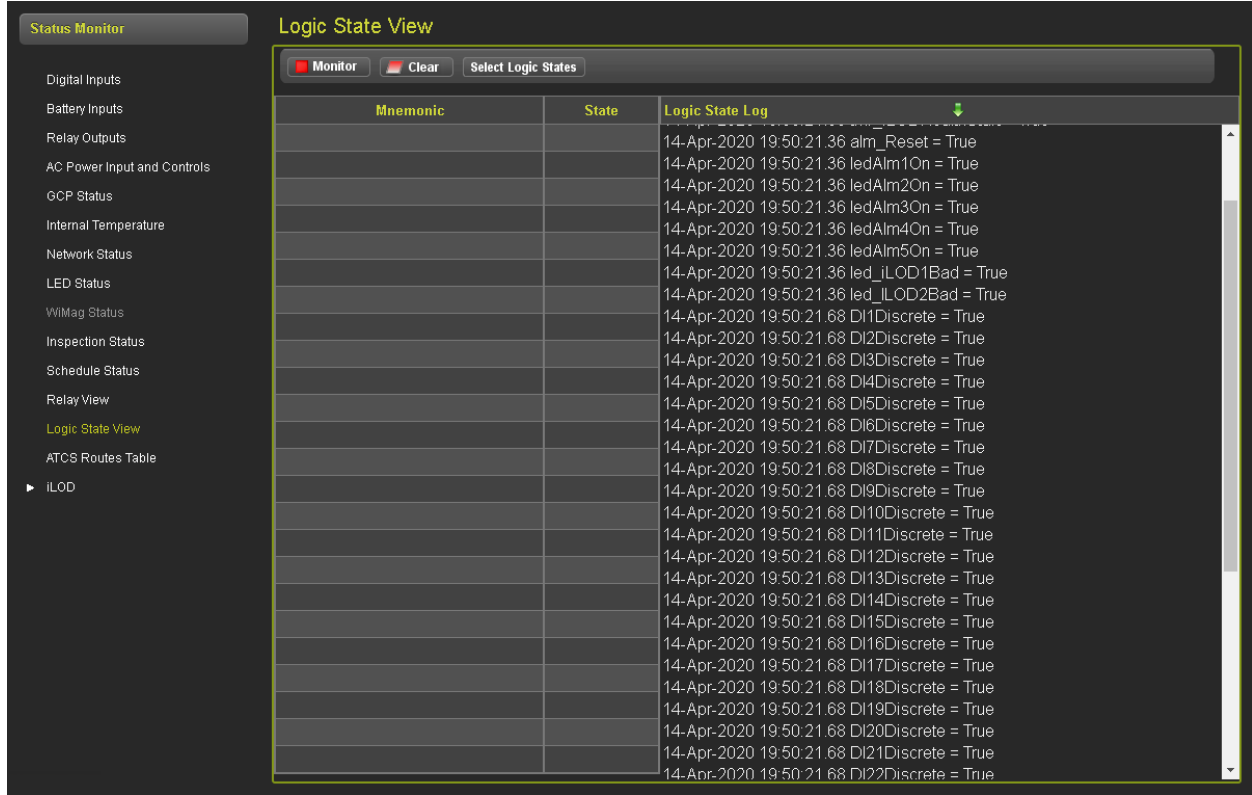 Status Monitor
Logic State View
Monitor Clear Select Logic States
Digital Inputs
Battery Inputs
Relay Outputs
AC Power Input and Controls
GCP Status
Internal Temperature
Network Status
LED Status
WiMag Status
Inspection Status
Schedule Status
Relay View
Logic State View
ATCS Routes Table
iLOD
Mnemonic State Logic State Log
14-Apr-2020 19:50:21.36 alm_Reset = True
14-Apr-2020 19:50:21.36 ledAlm1On = True
14-Apr-2020 19:50:21.36 ledAlm2On = True
14-Apr-2020 19:50:21.36 ledAlm3On = True
14-Apr-2020 19:50:21.36 ledAlm4On = True
14-Apr-2020 19:50:21.36 ledAlm5On = True
14-Apr-2020 19:50:21.36 led_iLOD1Bad = True
14-Apr-2020 19:50:21.36 led_ILOD2Bad = True
14-Apr-2020 19:50:21.68 DI1Discrete = True
14-Apr-2020 19:50:21.68 DI2Discrete = True
14-Apr-2020 19:50:21.68 DI3Discrete = True
14-Apr-2020 19:50:21.68 DI4Discrete = True
14-Apr-2020 19:50:21.68 DI5Discrete = True
14-Apr-2020 19:50:21.68 DI6Discrete = True
14-Apr-2020 19:50:21.68 DI7Discrete = True
14-Apr-2020 19:50:21.68 DI8Discrete = True
14-Apr-2020 19:50:21.68 DI9Discrete = True
14-Apr-2020 19:50:21.68 DI10Discrete = True
14-Apr-2020 19:50:21.68 DI11Discrete = True
14-Apr-2020 19:50:21.68 DI12Discrete = True
14-Apr-2020 19:50:21.68 DI13Discrete = True
14-Apr-2020 19:50:21.68 DI14Discrete = True
14-Apr-2020 19:50:21.68 DI15Discrete = True
14-Apr-2020 19:50:21.68 DI16Discrete = True
14-Apr-2020 19:50:21.68 DI17Discrete = True
14-Apr-2020 19:50:21.68 DI18Discrete = True
14-Apr-2020 19:50:21.68 DI19Discrete = True
14-Apr-2020 19:50:21.68 DI20Discrete = True
14-Apr-2020 19:50:21.68 DI21Discrete = True
14-Apr-2020 19:50:21.68 DI22Discrete = True